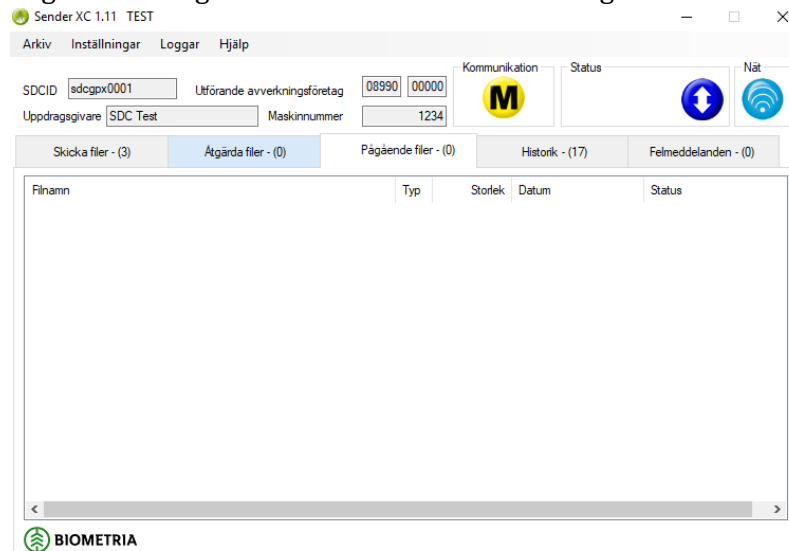 Sender XC 1.11 TEST
Arkiv Inställningar Loggar Hjälp
Kommunikation Status Nät
SDCID sdcgpx0001 Utförande avverkningsföretag 08990 00000
M
Uppdragsgivare SDC Test Maskinnummer 1234
Skicka filer - (3) Åtgärda filer - (0) Pågående filer - (0) Historik - (17) Felmeddelanden - (0)
Filnamn Typ Storlek Datum Status
BIOMETRIA